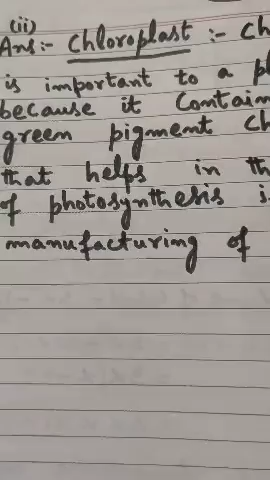 (ii)
Ans:- Chloroplast :- Ch
is important to a pl
because it contain
green pigment ch
that helps in th
of photosynthesis i
manufacturing of